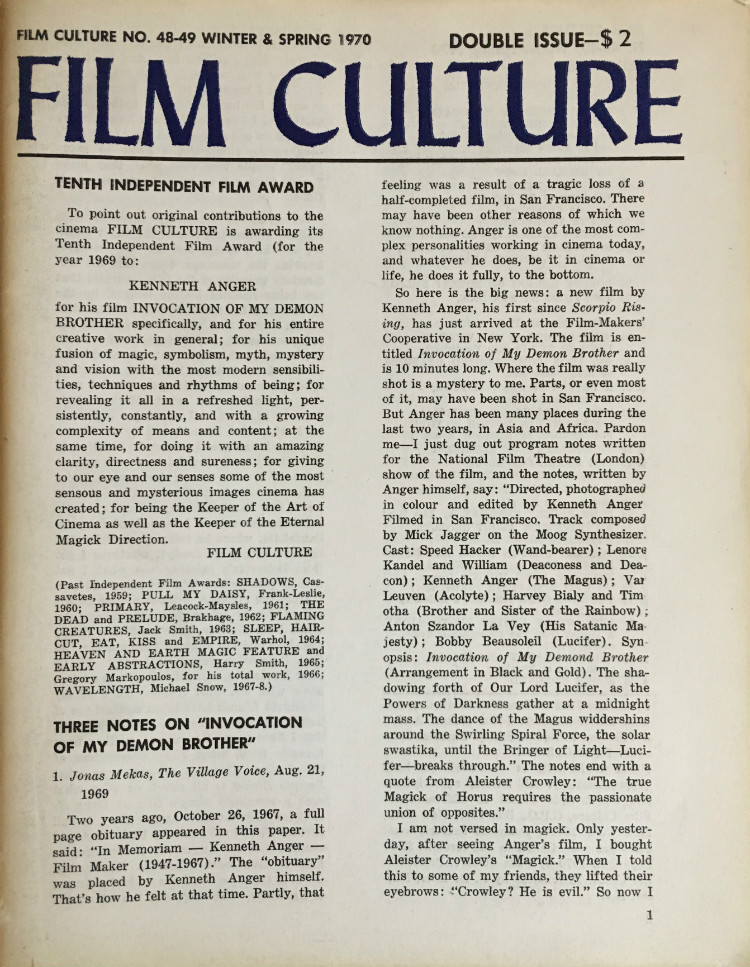 FILM CULTURE NO. 48-49 WINTER & SPRING 1970
DOUBLE ISSUE—$2
FILM CULTURE
TENTH INDEPENDENT FILM AWARD
To point out original contributions to the
cinema FILM CULTURE is awarding its
Tenth Independent Film Award (for the
year 1969 to:
KENNETH ANGER
for his film INVOCATION OF MY DEMON
BROTHER specifically, and for his entire
creative work in general; for his unique
fusion of magic, symbolism, myth, mystery
and vision with the most modern sensibili-
ties, techniques and rhythms of being; for
revealing it all in a refreshed light, per-
sistently, constantly, and with a growing
complexity of means and content; at the
same time, for doing it with an amazing
clarity, directness and sureness; for giving
to our eye and our senses some of the most
sensous and mysterious images cinema has
created; for being the Keeper of the Art of
Cinema as well as the Keeper of the Eternal
Magick Direction.
FILM CULTURE
(Past Independent Film Awards: SHADOWS, Cas-
savetes, 1959; PULL MY DAISY, Frank-Leslie,
1960; PRIMARY, Leacock-Maysles, 1961; THE
DEAD and PRELUDE, Brakhage, 1962; FLAMING
CREATURES, Jack Smith, 1963; SLEEP, HAIR-
CUT, EAT, KISS and EMPIRE, Warhol, 1964;
HEAVEN AND EARTH MAGIC FEATURE and
EARLY ABSTRACTIONS, Harry Smith, 1965;
Gregory Markopoulos, for his total work, 1966;
WAVELENGTH, Michael Snow, 1967-8.)
THREE NOTES ON "INVOCATION
OF MY DEMON BROTHER"
1. Jonas Mekas, The Village Voice, Aug. 21,
1969
Two years ago, October 26, 1967, a full
page obituary appeared in this paper. It
said: "In Memoriam — Kenneth Anger —
Film Maker (1947-1967)." The "obituary"
was placed by Kenneth Anger himself.
That's how he felt at that time. Partly, that
feeling was a result of a tragic loss of a
half-completed film, in San Francisco. There
may have been other reasons of which we
know nothing. Anger is one of the most com-
plex personalities working in cinema today,
and whatever he does, be it in cinema or
life, he does it fully, to the bottom.
So here is the big news: a new film by
Kenneth Anger, his first since Scorpio Ris-
ing, has just arrived at the Film-Makers'
Cooperative in New York. The film is en-
titled Invocation of My Demon Brother and
is 10 minutes long. Where the film was really
shot is a mystery to me. Parts, or even most
of it, may have been shot in San Francisco.
But Anger has been many places during the
last two years, in Asia and Africa. Pardon
me—I just dug out program notes written
for the National Film Theatre (London)
show of the film, and the notes, written by
Anger himself, say: "Directed, photographed
in colour and edited by Kenneth Anger
Filmed in San Francisco. Track composed
by Mick Jagger on the Moog Synthesizer.
Cast: Speed Hacker (Wand-bearer); Lenore
Kandel and William (Deaconess and Dea-
con); Kenneth Anger (The Magus); Van
Leuven (Acolyte); Harvey Bialy and Tim
otha (Brother and Sister of the Rainbow);
Anton Szandor La Vey (His Satanic Ma-
jesty); Bobby Beausoleil (Lucifer). Syn-
opsis: Invocation of My Demond Brother
(Arrangement in Black and Gold). The sha-
dowing forth of Our Lord Lucifer, as the
Powers of Darkness gather at a midnight
mass. The dance of the Magus widdershins
around the Swirling Spiral Force, the solar
swastika, until the Bringer of Light—Luci-
fer—breaks through." The notes end with a
quote from Aleister Crowley: "The true
Magick of Horus requires the passionate
union of opposites."
I am not versed in magick. Only yester-
day, after seeing Anger's film, I bought
Aleister Crowley's "Magick." When I told
this to some of my friends, they lifted their
eyebrows: "Crowley? He is evil." So now I
1